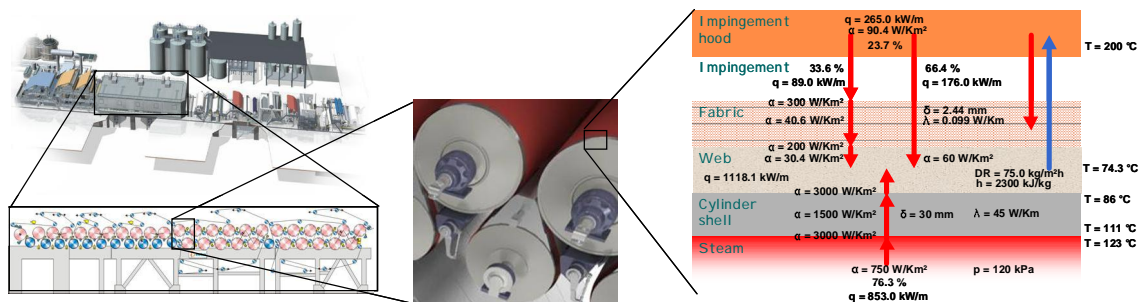 Impingement
hood
q = 265.0 kW/m
α = 90.4 W/Km²
23.7 %
T = 200 °C
Impingement
33.6 %
q = 89.0 kW/m
66.4 %
q = 176.0 kW/m
α = 300 W/Km²
Fabric
α = 40.6 W/Km²
δ = 2.44 mm
λ = 0.099 W/Km
α = 200 W/Km²
Web
α = 30.4 W/Km²
α = 60 W/Km²
T = 74.3 °C
q = 1118.1 kW/m
DR = 75.0 kg/m²h
h = 2300 kJ/kg
α = 3000 W/Km²
T = 86 °C
Cylinder
shell
α = 1500 W/Km²
δ = 30 mm
λ = 45 W/Km
T = 111 °C
α = 3000 W/Km²
T = 123 °C
Steam
α = 750 W/Km²
p = 120 kPa
76.3 %
q = 853.0 kW/m